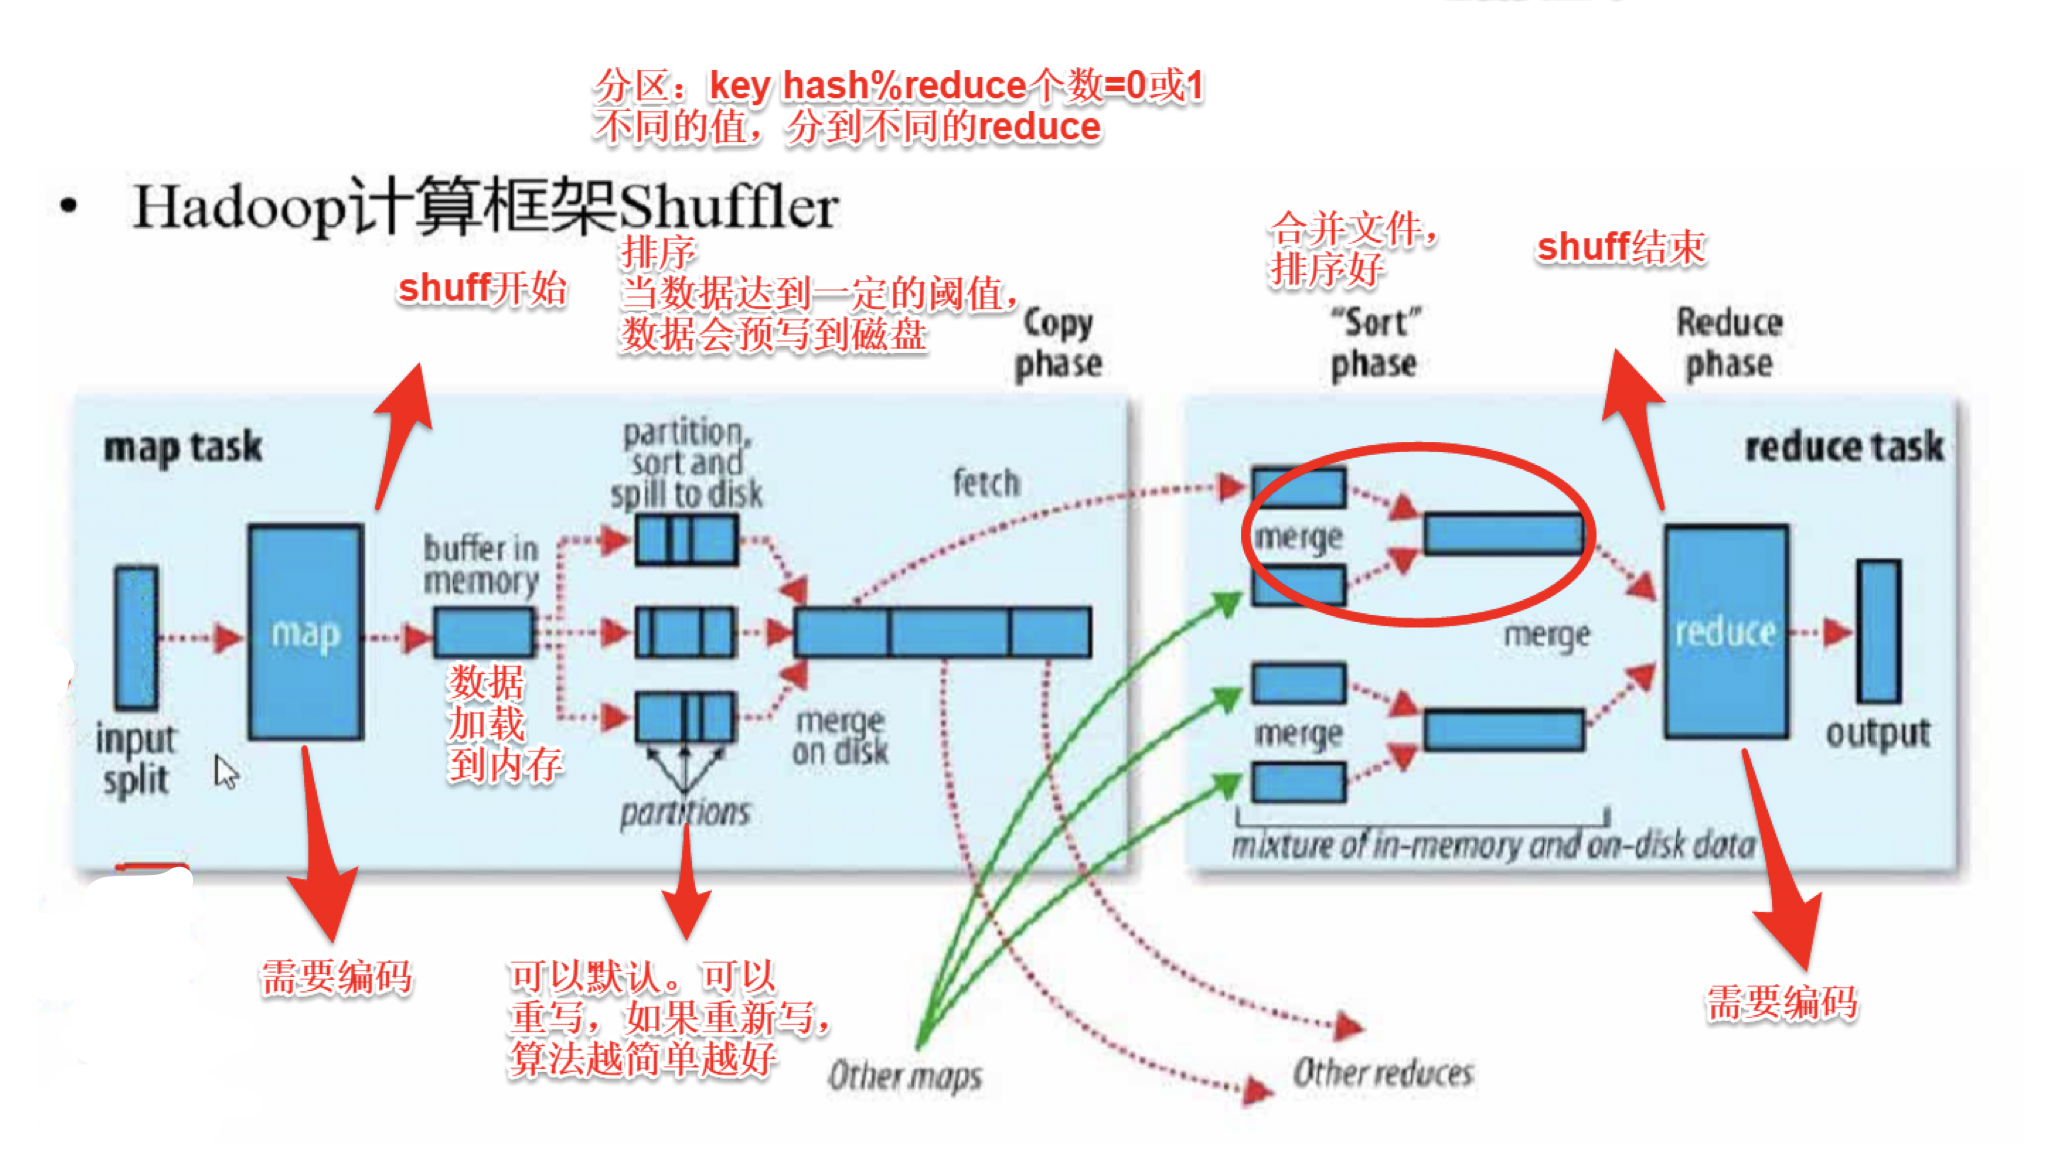 分区：key hash%reduce个数=0或1
不同的值，分到不同的reduce
• Hadoop计算框架Shuffler
shuff开始
排序
当数据达到一定的阈值，
数据会预写到磁盘
合并文件，
排序好
shuff结束
Copy
phase
“Sort”
phase
Reduce
phase
map task
partition,
sort and
spill to disk
fetch
reduce task
buffer in
memory
map
merge
merge
reduce
数据
加载
到内存
input
split
merge
on disk
merge
output
partitions
mixture of in-memory and on-disk data
需要编码
可以默认。可以
重写，如果重新写，
算法越简单越好
需要编码
Other maps
Other reduces